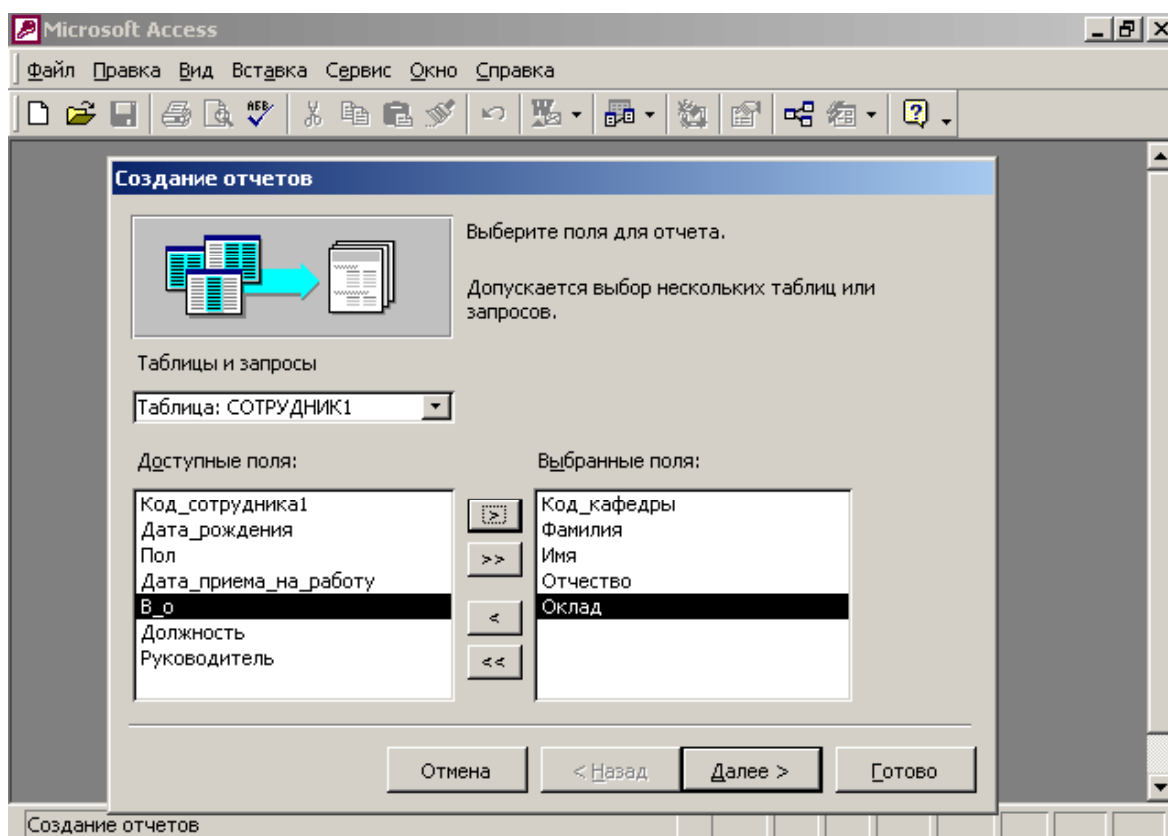 Microsoft Access
Файл Правка Вид Вставка Сервис Окно Справка
Создание отчетов
Выберите поля для отчета.
Допускается выбор нескольких таблиц или
запросов.
Таблицы и запросы
Таблица: СОТРУДНИК1
Доступные поля:
Выбранные поля:
Код_сотрудника1
Дата_рождения
Пол
Дата_приема_на_работу
В_о
Должность
Руководитель
>
>>
<
<<
Код_кафедры
Фамилия
Имя
Отчество
Оклад
Отмена
< Назад
Далее >
Готово
Создание отчетов